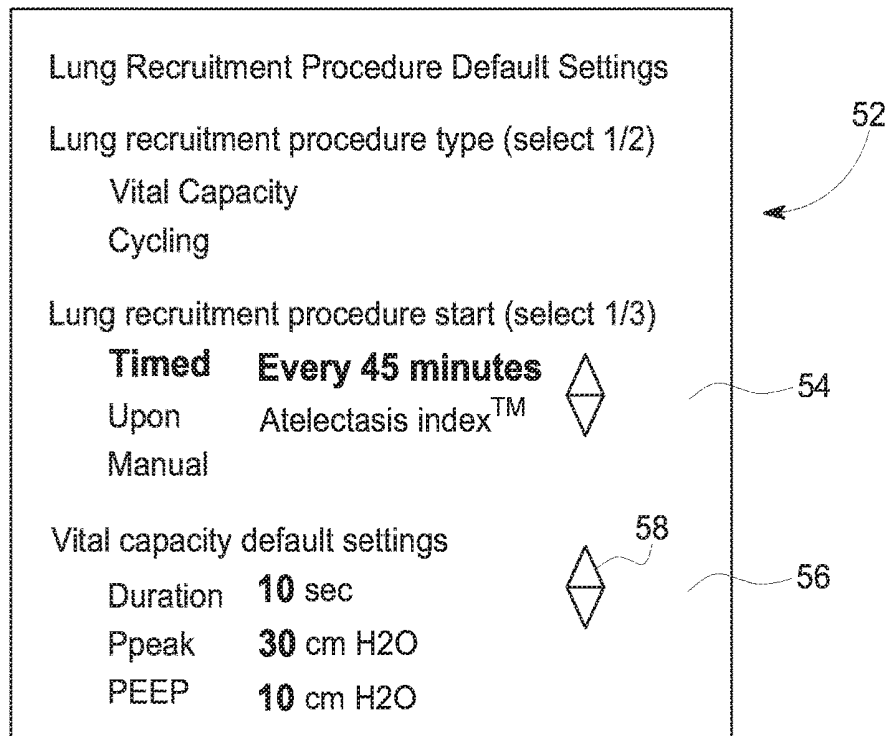 Lung Recruitment Procedure Default Settings
Lung recruitment procedure type (select 1/2)
52
Vital Capacity
Cycling
Lung recruitment procedure start (select 1/3)
Timed Every 45 minutes
54
Upon Atelectasis index™
Manual
Vital capacity default settings
58
Duration 10 sec
56
Ppeak 30 cm H2O
PEEP 10 cm H2O